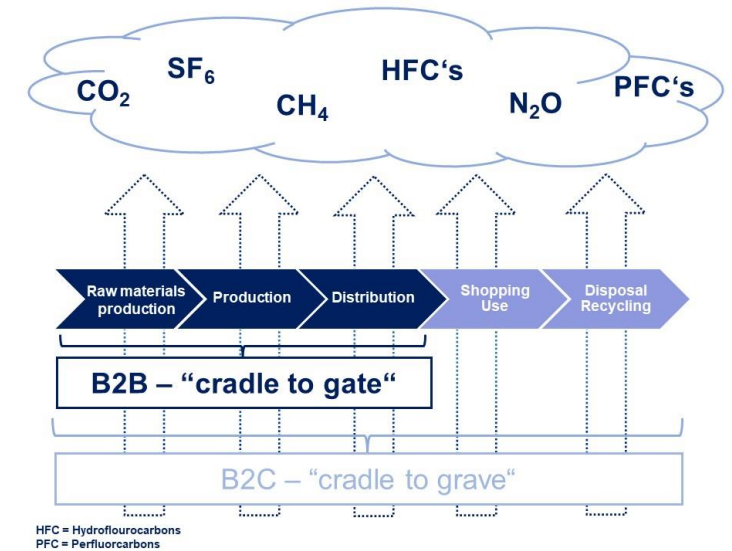 CO₂
SF₆
CH₄
HFC‘s
N₂O
PFC‘s
Raw materials
production
Production
Distribution
Shopping
Use
Disposal
Recycling
B2B – “cradle to gate“
B2C – “cradle to grave“
HFC = Hydroflourocarbons
PFC = Perfluorcarbons